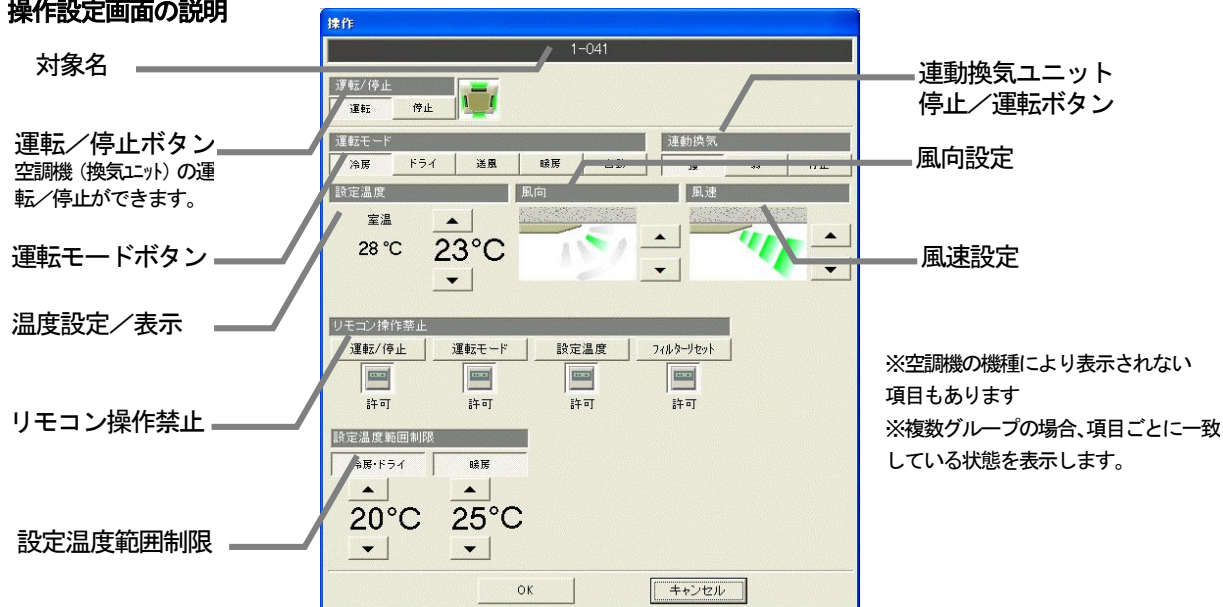 操作設定画面の説明
対象名
運転／停止ボタン
空調機（換気ﾕﾆｯﾄ）の運
転／停止ができます。
運転モードボタン
温度設定／表示
リモコン操作禁止
設定温度範囲制限
操作
1-041
運転/停止
運転 停止
運転モード 連動換気
冷房 ドライ 送風 暖房 自動 強 弱 停止
設定温度 風向 風速
室温
28℃ 23℃
リモコン操作禁止
運転/停止 運転モード 設定温度 ﾌｨﾙﾀｰﾘｾｯﾄ
許可 許可 許可 許可
設定温度範囲制限
冷房・ドライ 暖房
20℃ 25℃
OK キャンセル
連動換気ユニット
停止／運転ボタン
風向設定
風速設定
※空調機の機種により表示されない
項目もあります
※複数グループの場合、項目ごとに一致
している状態を表示します。